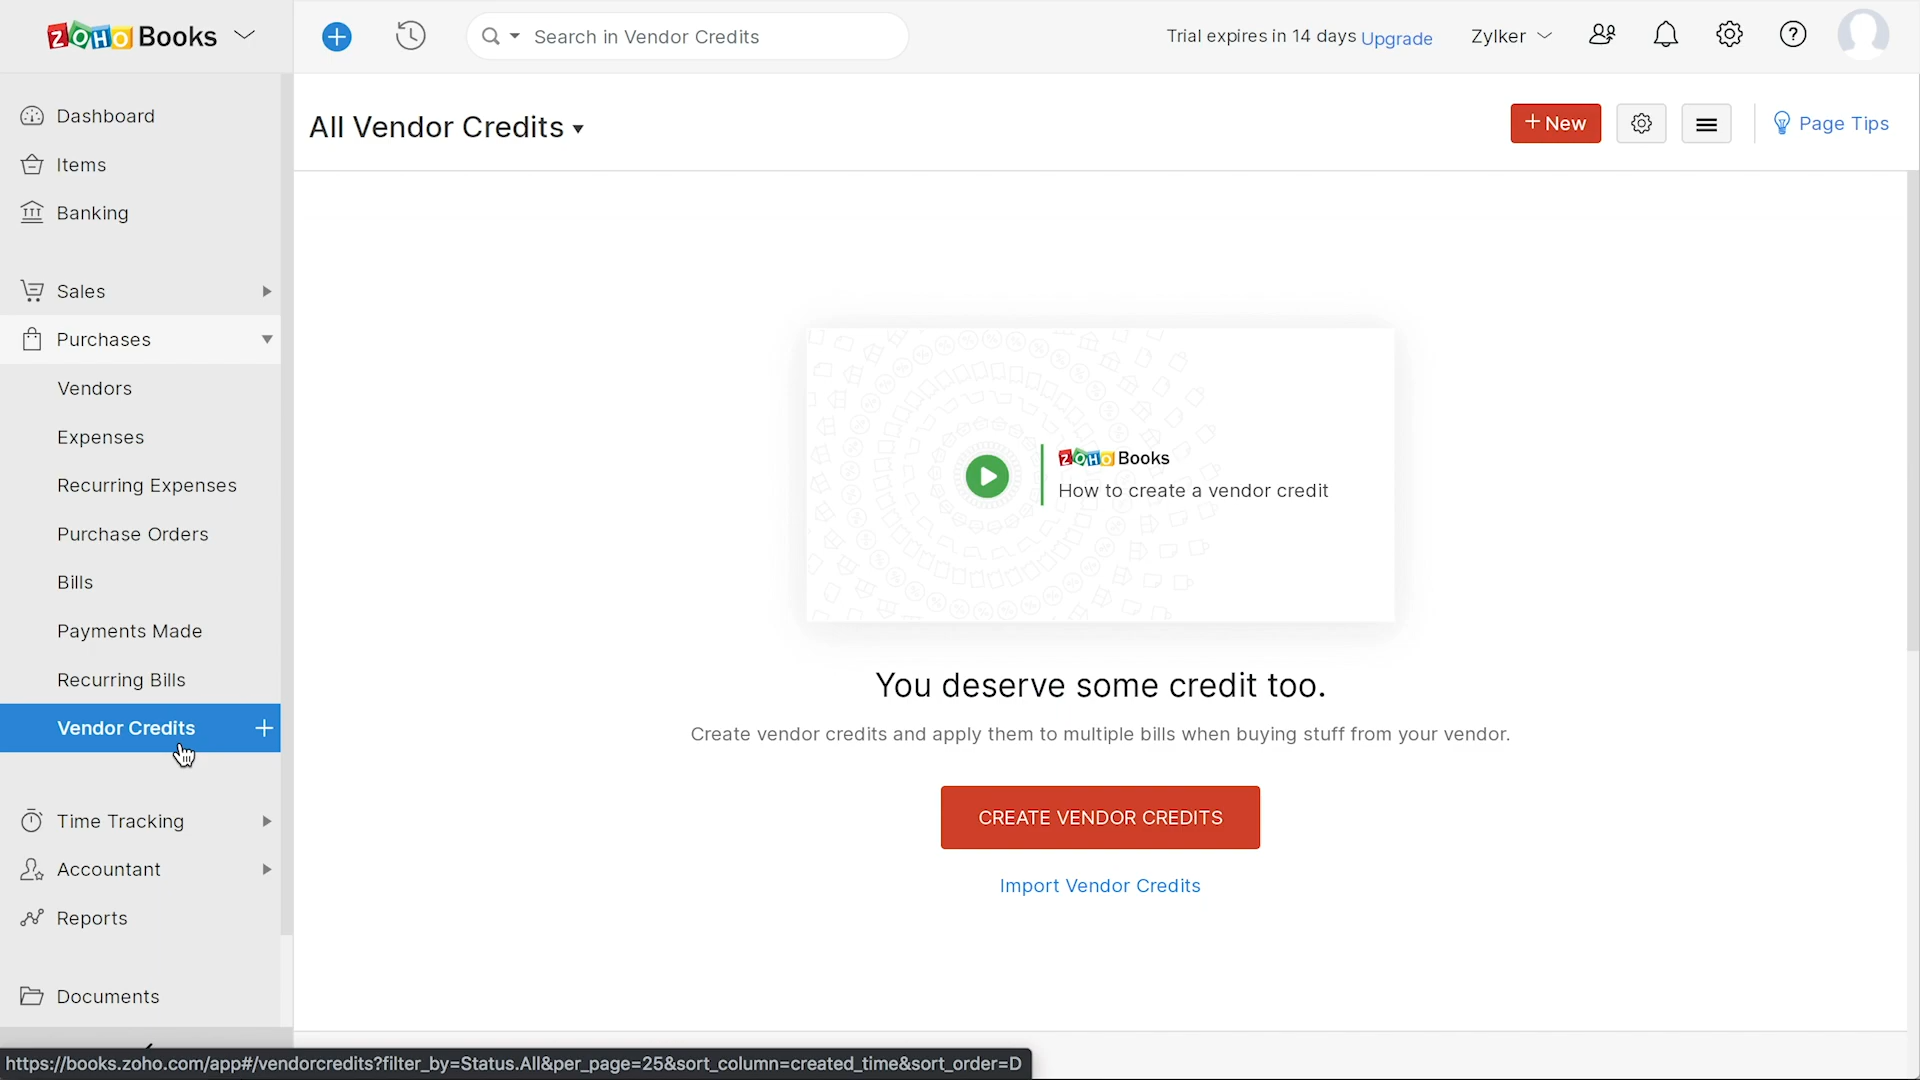 ZOHO Books
Search in Vendor Credits
Trial expires in 14 days Upgrade
Zylker
Dashboard
Items
Banking
Sales
Purchases
Vendors
Expenses
Recurring Expenses
Purchase Orders
Bills
Payments Made
Recurring Bills
Vendor Credits +
Time Tracking
Accountant
Reports
Documents
All Vendor Credits
+ New
Page Tips
ZOHO Books
How to create a vendor credit
You deserve some credit too.
Create vendor credits and apply them to multiple bills when buying stuff from your vendor.
CREATE VENDOR CREDITS
Import Vendor Credits
https://books.zoho.com/app#/vendorcredits?filter_by=Status.All&per_page=25&sort_column=created_time&sort_order=D